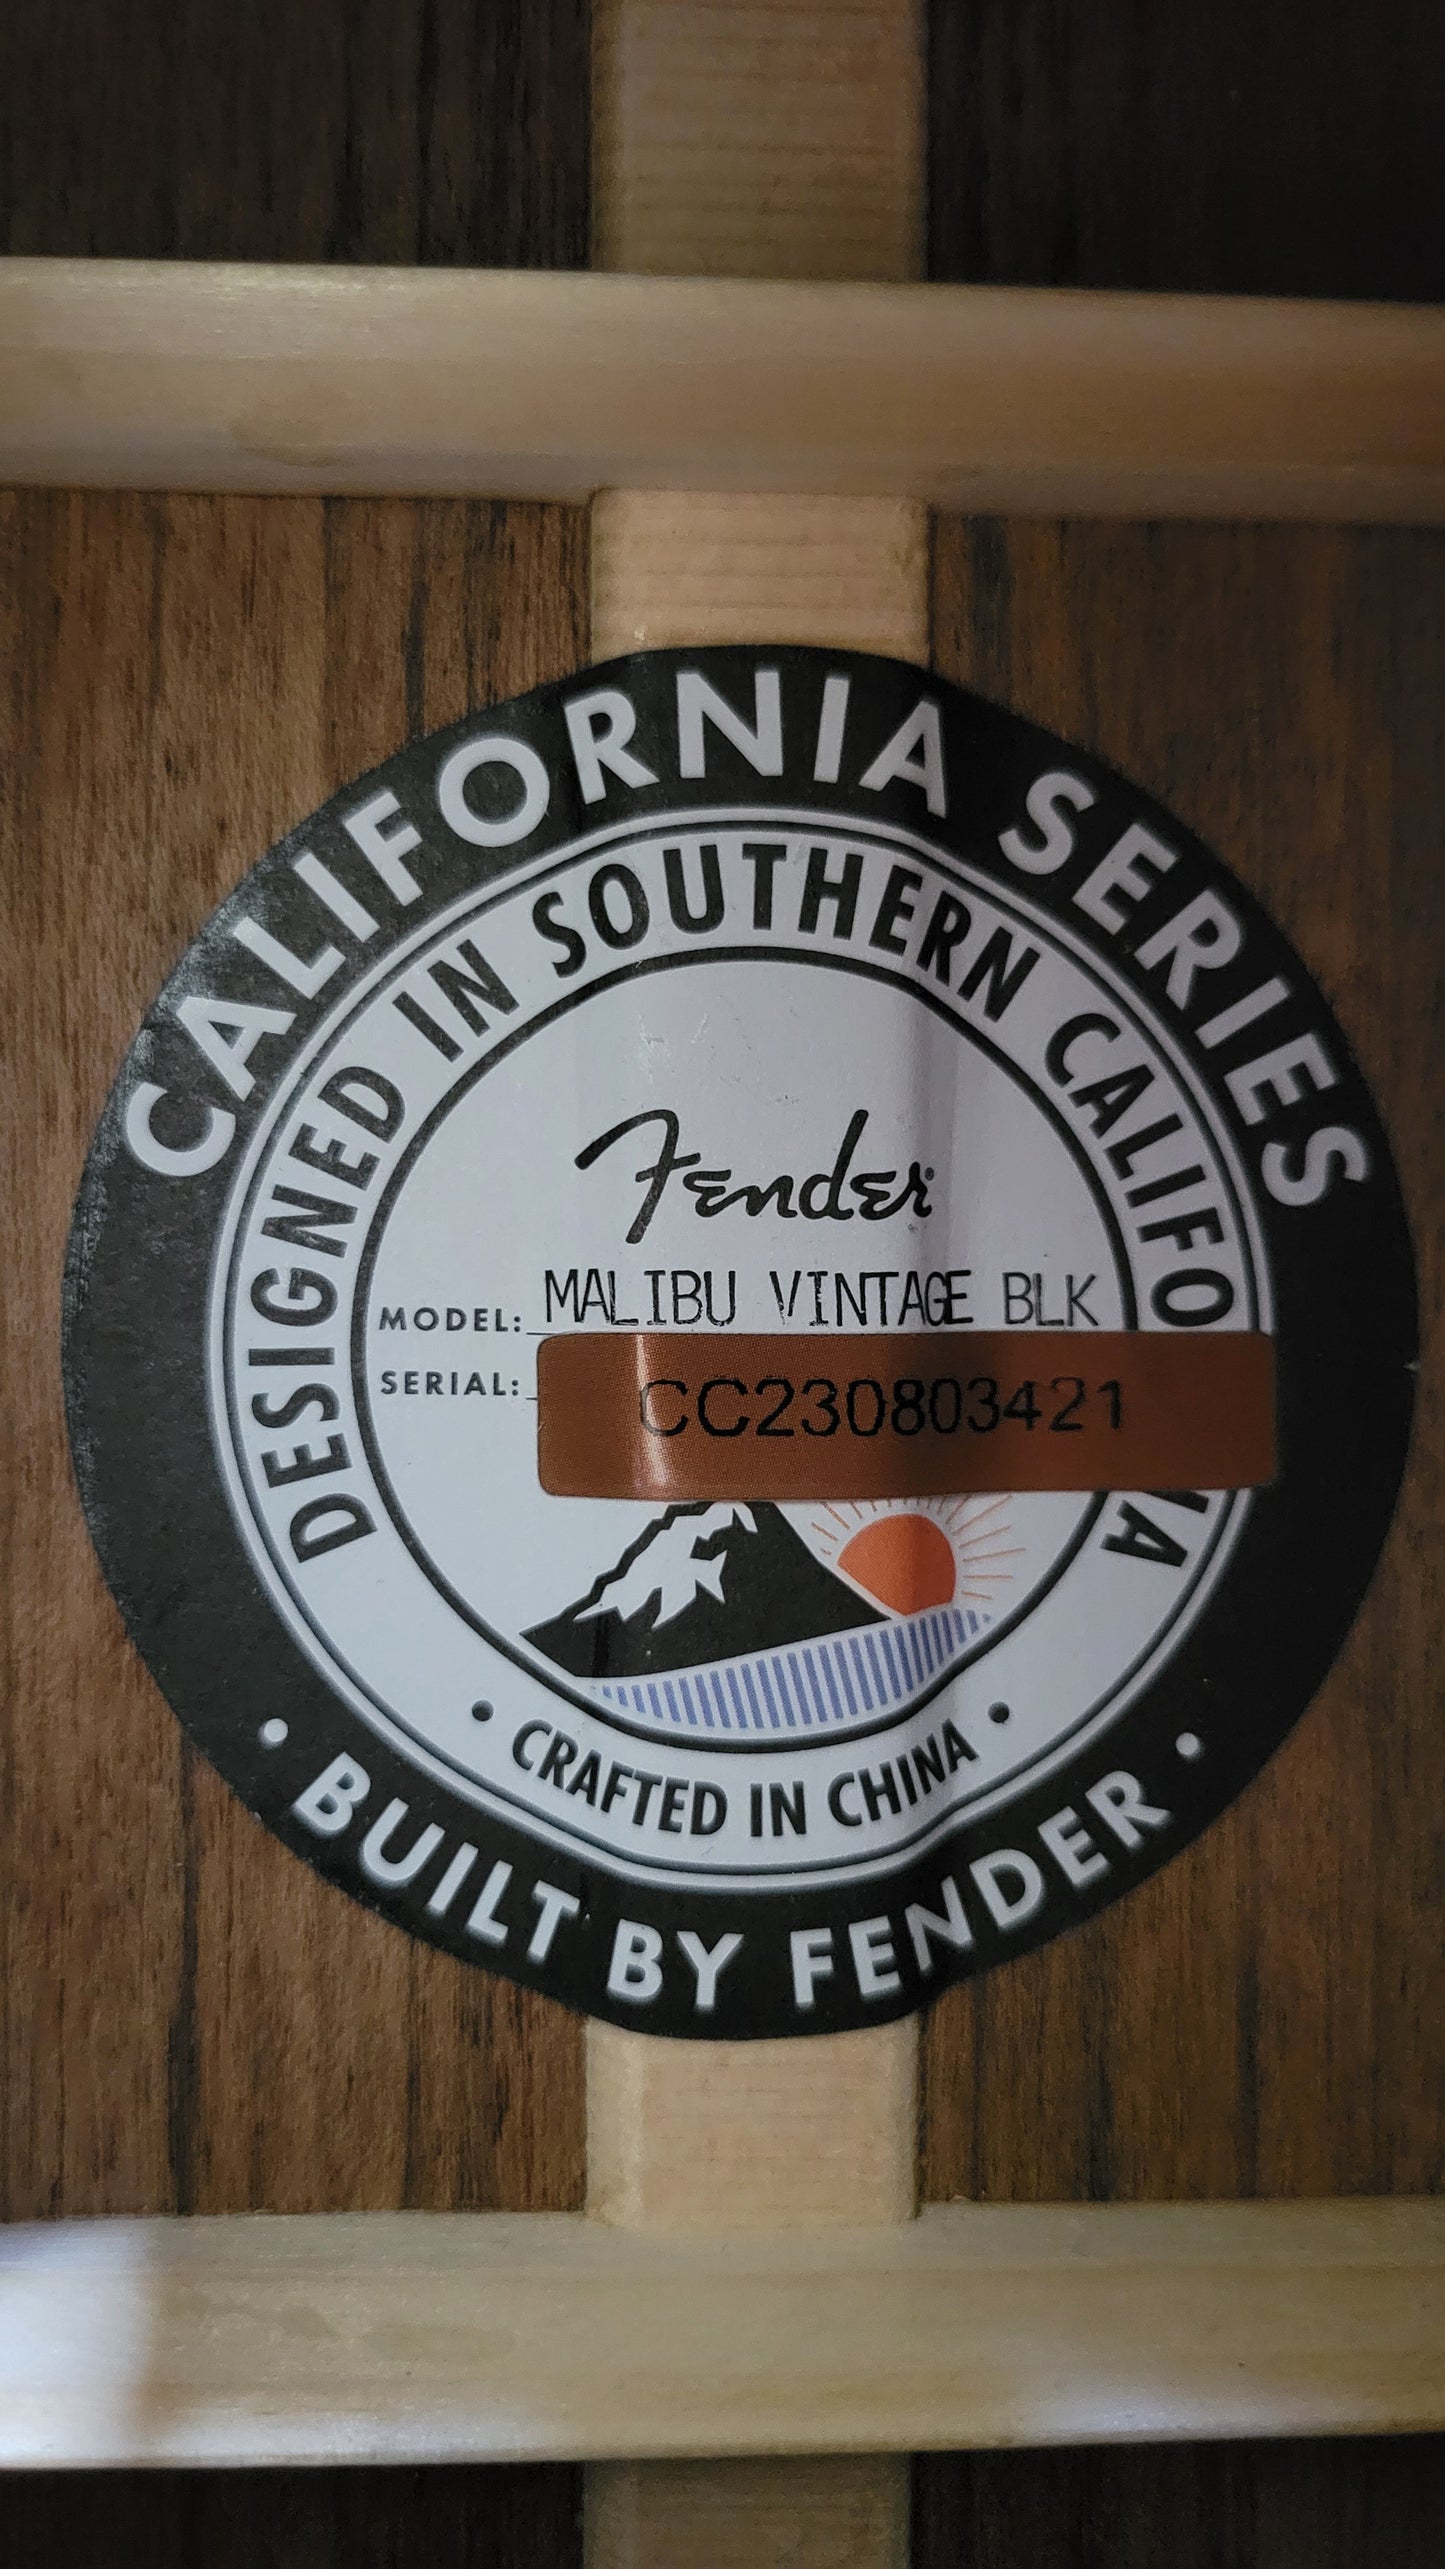 CALIFORNIA SERIES
DESIGNED IN SOUTHERN CALIFO IA
Fender®
MODEL: MALIBU VINTAGE BLK
SERIAL: CC230803421
• CRAFTED IN CHINA •
• BUILT BY FENDER •